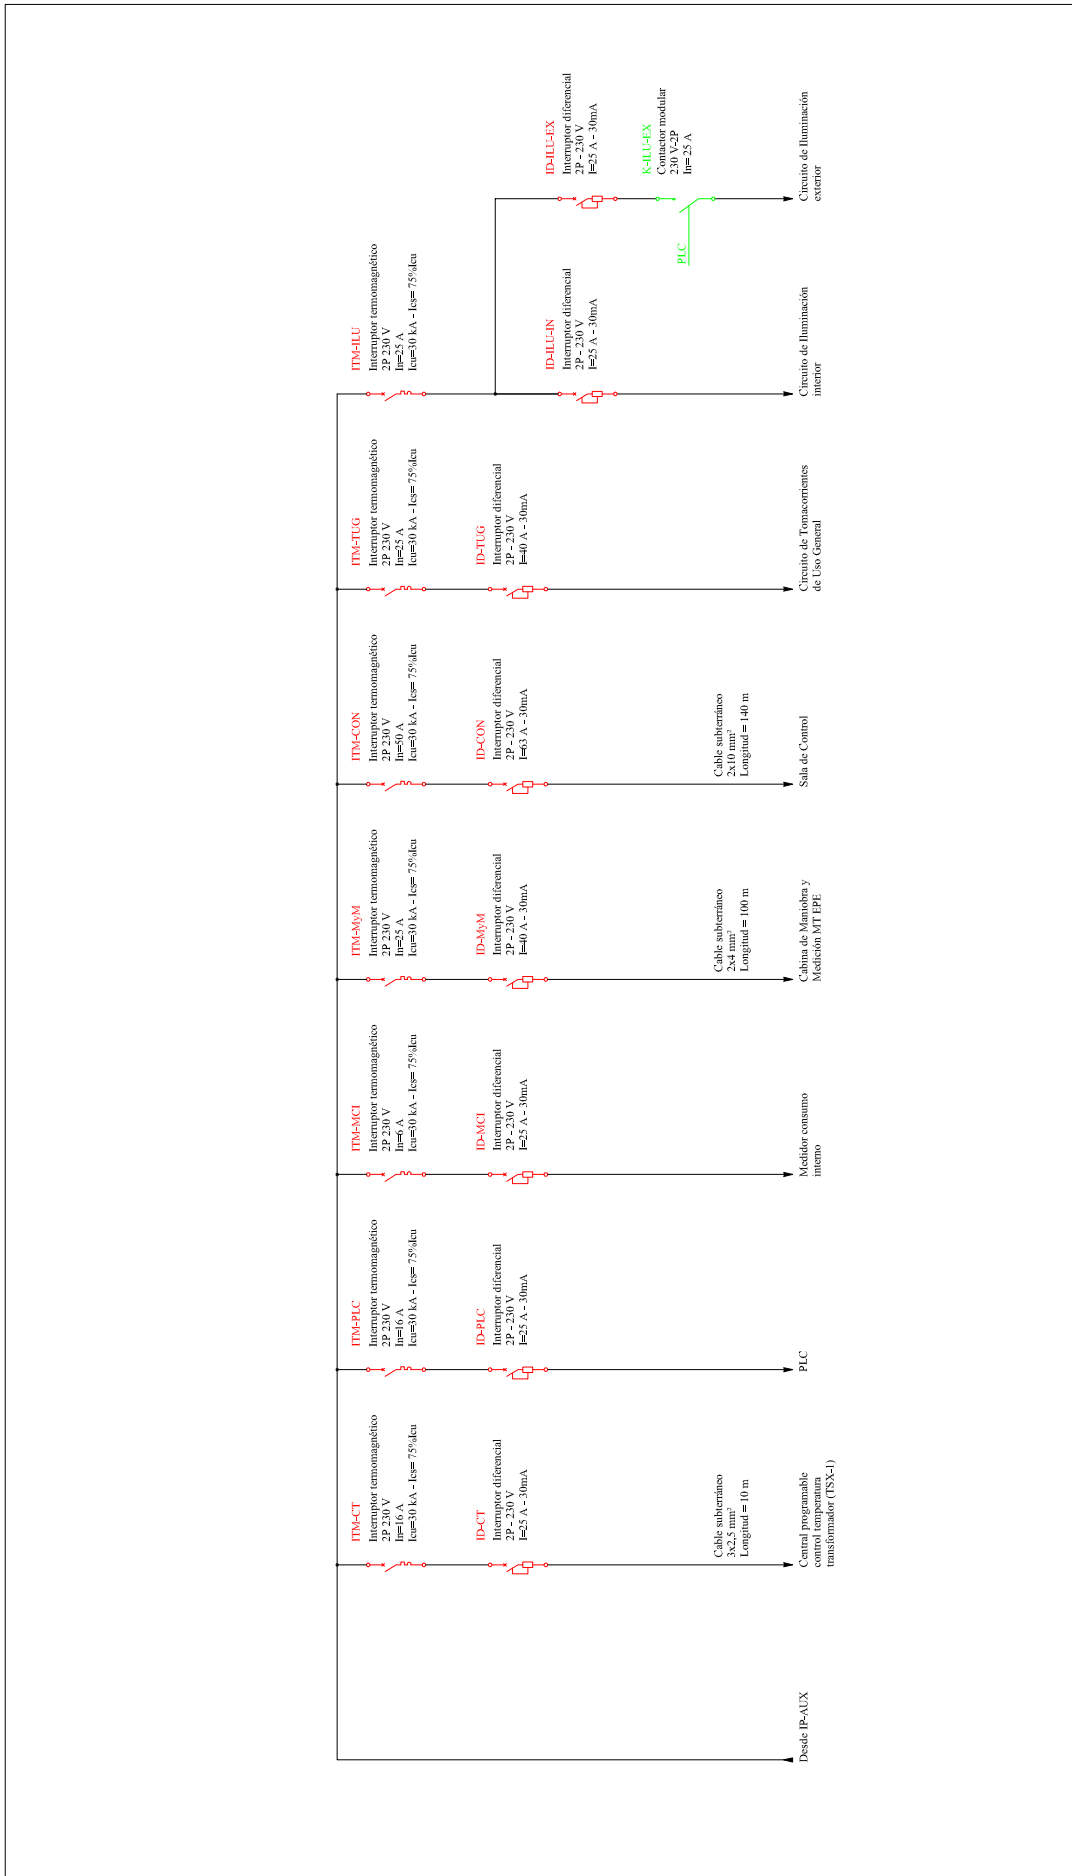 Desde IP-AUX
ITM-CT
Interruptor termomagnético
2P 230 V
In=16 A
Icu=30 kA - Ics= 75%Icu
ID-CT
Interruptor diferencial
2P - 230 V
I=25 A - 30mA
Cable subterráneo
3x2,5 mm²
Longitud = 10 m
Central programable
control temperatura
transformador (TSX-1)
ITM-PLC
Interruptor termomagnético
2P 230 V
In=16 A
Icu=30 kA - Ics= 75%Icu
ID-PLC
Interruptor diferencial
2P - 230 V
I=25 A - 30mA
PLC
ITM-MCI
Interruptor termomagnético
2P 230 V
In=6 A
Icu=30 kA - Ics= 75%Icu
ID-MCI
Interruptor diferencial
2P - 230 V
I=25 A - 30mA
Medidor consumo
interno
ITM-MyM
Interruptor termomagnético
2P 230 V
In=25 A
Icu=30 kA - Ics= 75%Icu
ID-MyM
Interruptor diferencial
2P - 230 V
I=40 A - 30mA
Cable subterráneo
2x4 mm²
Longitud = 100 m
Cabina de Maniobra y
Medición MT EPE
ITM-CON
Interruptor termomagnético
2P 230 V
In=50 A
Icu=30 kA - Ics= 75%Icu
ID-CON
Interruptor diferencial
2P - 230 V
I=63 A - 30mA
Cable subterráneo
2x10 mm²
Longitud = 140 m
Sala de Control
ITM-TUG
Interruptor termomagnético
2P 230 V
In=25 A
Icu=30 kA - Ics= 75%Icu
ID-TUG
Interruptor diferencial
2P - 230 V
I=40 A - 30mA
Circuito de Tomacorrientes
de Uso General
ITM-ILU
Interruptor termomagnético
2P 230 V
In=25 A
Icu=30 kA - Ics= 75%Icu
ID-ILU-IN
Interruptor diferencial
2P - 230 V
I=25 A - 30mA
Circuito de Iluminación
interior
ID-ILU-EX
Interruptor diferencial
2P - 230 V
I=25 A - 30mA
K-ILU-EX
Contactor modular
230 V-2P
In= 25 A
PLC
Circuito de Iluminación
exterior